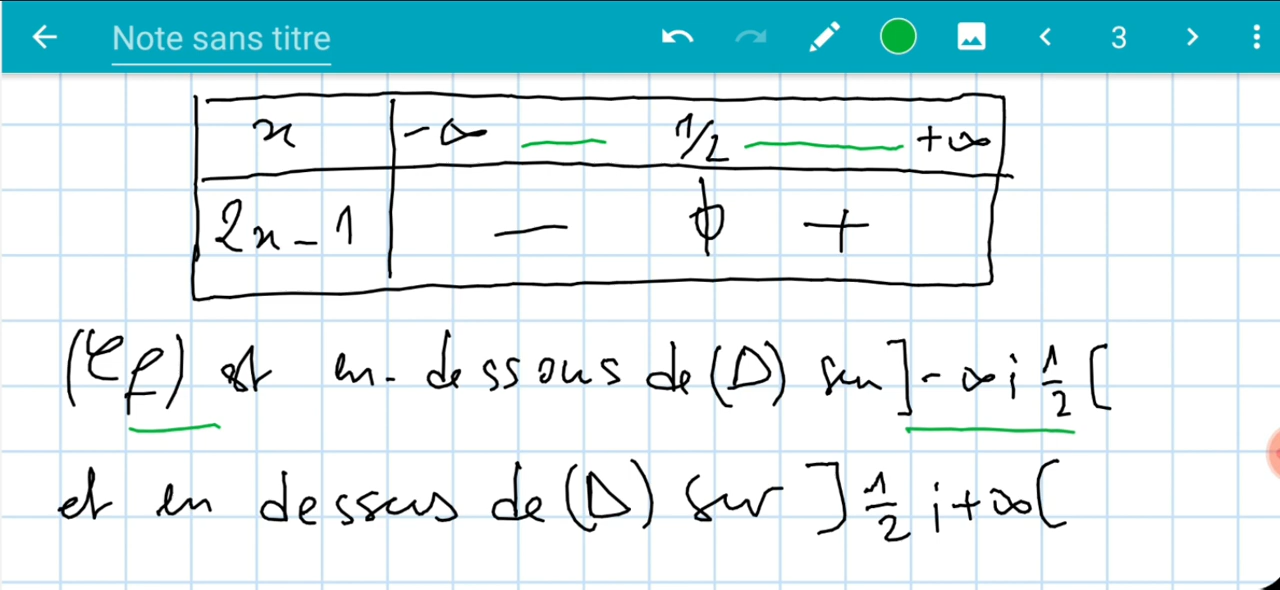 Note sans titre
3
x -∞ 1/2 +∞
2x - 1 - 0 +
(Cf) est en-dessous de (D) sur ]-∞; 1/2[
et en dessus de (D) sur ]1/2; +∞[